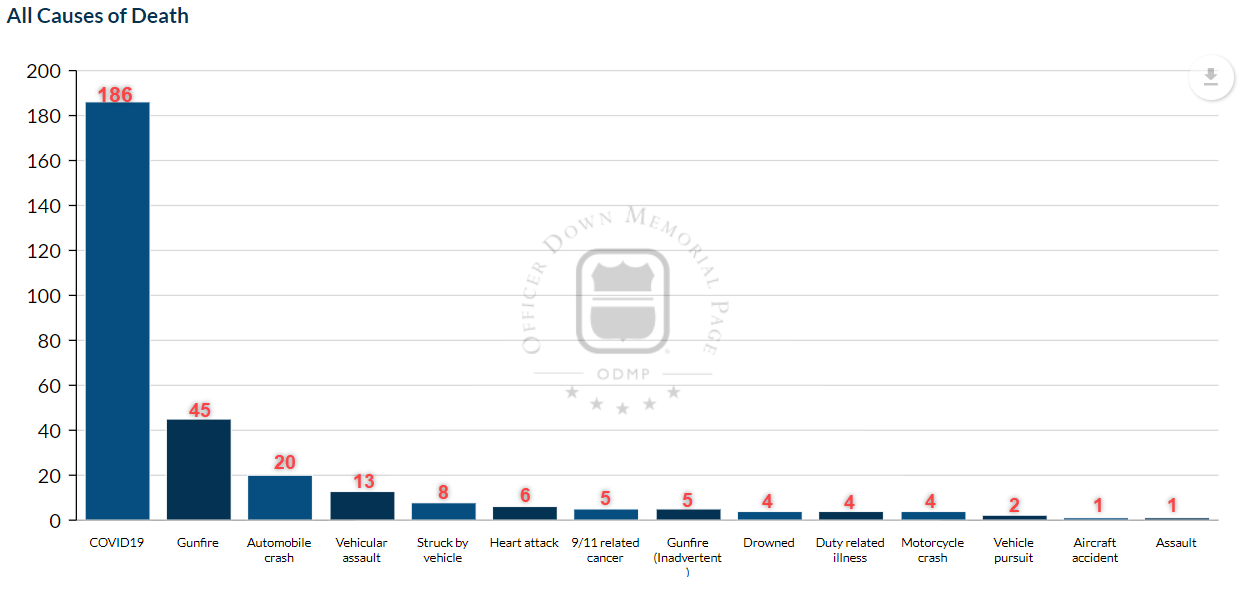 All Causes of Death
200
180
160
140
120
100
80
60
40
20
0
186
45
20
13
8
6
5
5
4
4
4
2
1
1
OFFICER DOWN MEMORIAL PAGE
ODMP
COVID19
Gunfire
Automobile
crash
Vehicular
assault
Struck by
vehicle
Heart attack
9/11 related
cancer
Gunfire
(Inadvertent
)
Drowned
Duty related
illness
Motorcycle
crash
Vehicle
pursuit
Aircraft
accident
Assault